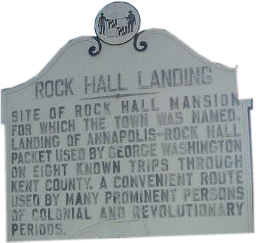 ROCK HALL LANDING
SITE OF ROCK HALL MANSION
FOR WHICH THE TOWN WAS NAMED.
LANDING OF ANNAPOLIS-ROCK HALL
PACKET USED BY GEORGE WASHINGTON
ON EIGHT KNOWN TRIPS THROUGH
KENT COUNTY. A CONVENIENT ROUTE
USED BY MANY PROMINENT PERSONS
OF COLONIAL AND REVOLUTIONARY
PERIODS.